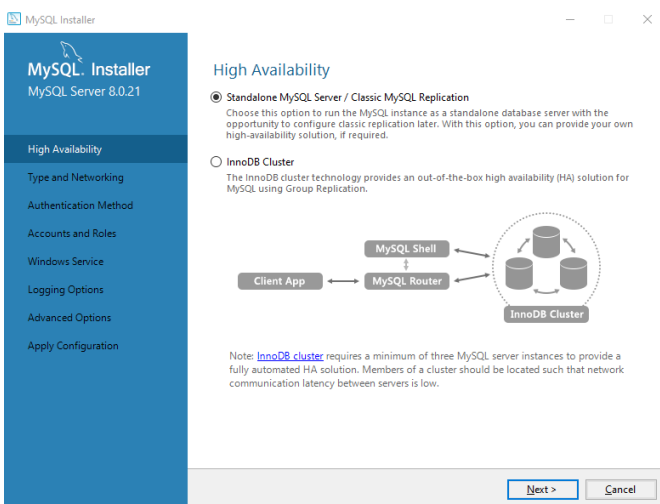 MySQL Installer
MySQL. Installer
MySQL Server 8.0.21
High Availability
Type and Networking
Authentication Method
Accounts and Roles
Windows Service
Logging Options
Advanced Options
Apply Configuration
High Availability
Standalone MySQL Server / Classic MySQL Replication
Choose this option to run the MySQL instance as a standalone database server with the
opportunity to configure classic replication later. With this option, you can provide your own
high-availability solution, if required.
InnoDB Cluster
The InnoDB cluster technology provides an out-of-the-box high availability (HA) solution for
MySQL using Group Replication.
MySQL Shell
Client App
MySQL Router
InnoDB Cluster
Note: InnoDB cluster requires a minimum of three MySQL server instances to provide a
fully automated HA solution. Members of a cluster should be located such that network
communication latency between servers is low.
Next >
Cancel